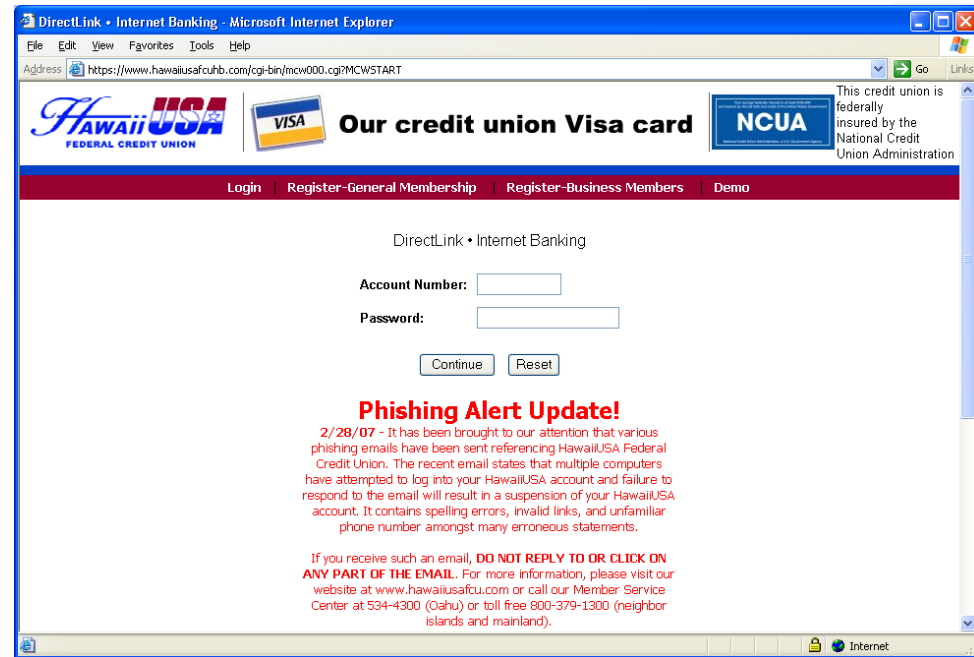 DirectLink • Internet Banking - Microsoft Internet Explorer
File Edit View Favorites Tools Help
Address https://www.hawaiiusafcuhb.com/cgi-bin/mcw000.cgi?MCWSTART Go Links
Hawaii USA
FEDERAL CREDIT UNION
VISA
Our credit union Visa card
NCUA
This credit union is
federally
insured by the
National Credit
Union Administration
Login Register-General Membership Register-Business Members Demo
DirectLink • Internet Banking
Account Number:
Password:
Continue Reset
Phishing Alert Update!
2/28/07 - It has been brought to our attention that various
phishing emails have been sent referencing HawaiiUSA Federal
Credit Union. The recent email states that multiple computers
have attempted to log into your HawaiiUSA account and failure to
respond to the email will result in a suspension of your HawaiiUSA
account. It contains spelling errors, invalid links, and unfamiliar
phone number amongst many erroneous statements.
If you receive such an email, DO NOT REPLY TO OR CLICK ON
ANY PART OF THE EMAIL. For more information, please visit our
website at www.hawaiiusafcu.com or call our Member Service
Center at 534-4300 (Oahu) or toll free 800-379-1300 (neighbor
islands and mainland).
Internet